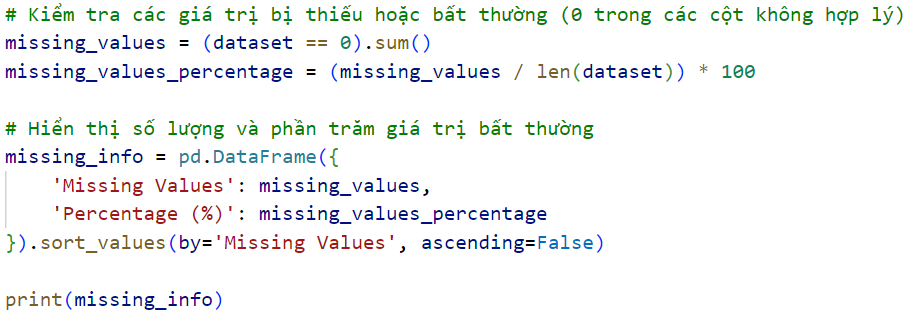 # Kiểm tra các giá trị bị thiếu hoặc bất thường (0 trong các cột không hợp lý)
missing_values = (dataset == 0).sum()
missing_values_percentage = (missing_values / len(dataset)) * 100

# Hiển thị số lượng và phần trăm giá trị bất thường
missing_info = pd.DataFrame({
    'Missing Values': missing_values,
    'Percentage (%)': missing_values_percentage
}).sort_values(by='Missing Values', ascending=False)

print(missing_info)